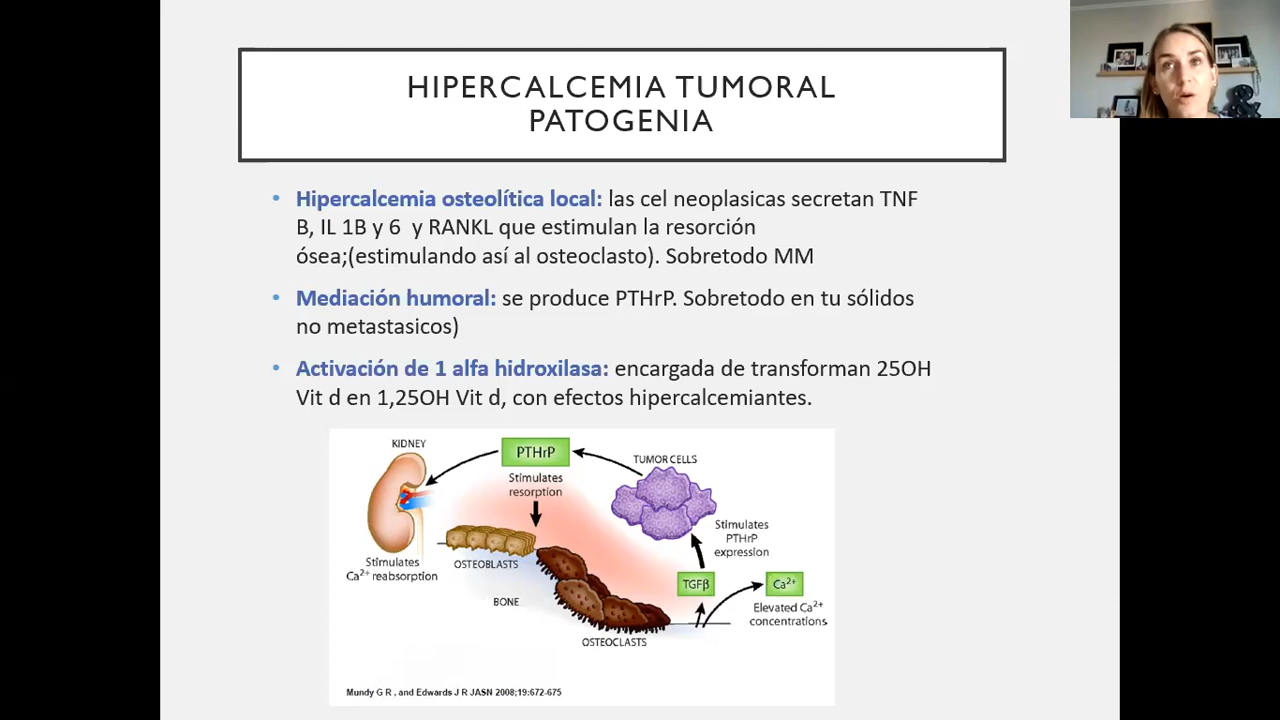 HIPERCALCEMIA TUMORAL
PATOGENIA
• Hipercalcemia osteolítica local: las cel neoplasicas secretan TNF
B, IL 1B y 6 y RANKL que estimulan la resorción
ósea;(estimulando así al osteoclasto). Sobretodo MM
• Mediación humoral: se produce PTHrP. Sobretodo en tu sólidos
no metastasicos)
• Activación de 1 alfa hidroxilasa: encargada de transforman 25OH
Vit d en 1,25OH Vit d, con efectos hipercalcemiantes.
KIDNEY
PTHrP
TUMOR CELLS
Stimulates
resorption
Stimulates
PTHrP
expression
Stimulates
Ca2+ reabsorption
OSTEOBLASTS
BONE
TGFβ
Ca2+
Elevated Ca2+
concentrations
OSTEOCLASTS
Mundy G R , and Edwards J R JASN 2008;19:672-675